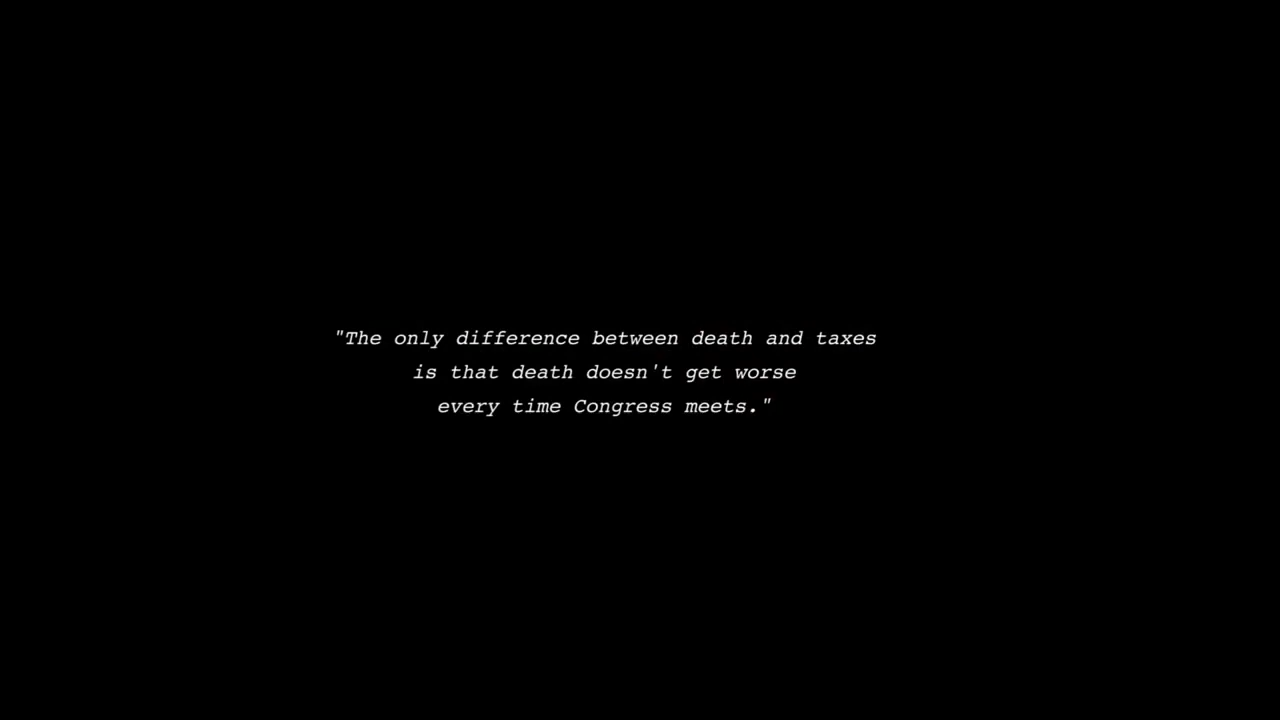 "The only difference between death and taxes
is that death doesn't get worse
every time Congress meets."